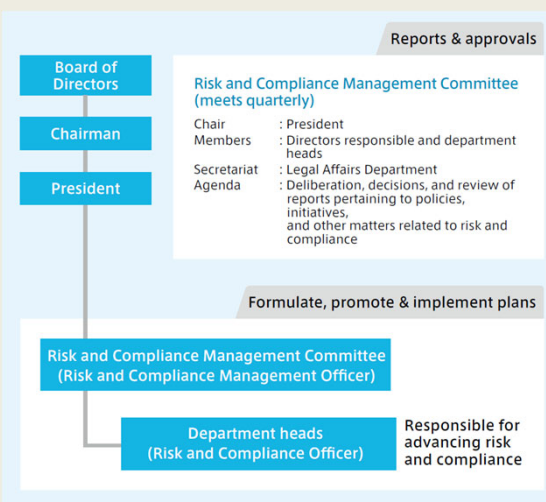 Reports & approvals
Board of
Directors
Chairman
President
Risk and Compliance Management Committee
(meets quarterly)
Chair : President
Members : Directors responsible and department
heads
Secretariat : Legal Affairs Department
Agenda : Deliberation, decisions, and review of
reports pertaining to policies,
initiatives,
and other matters related to risk and
compliance
Formulate, promote & implement plans
Risk and Compliance Management Committee
(Risk and Compliance Management Officer)
Department heads
(Risk and Compliance Officer)
Responsible for
advancing risk
and compliance